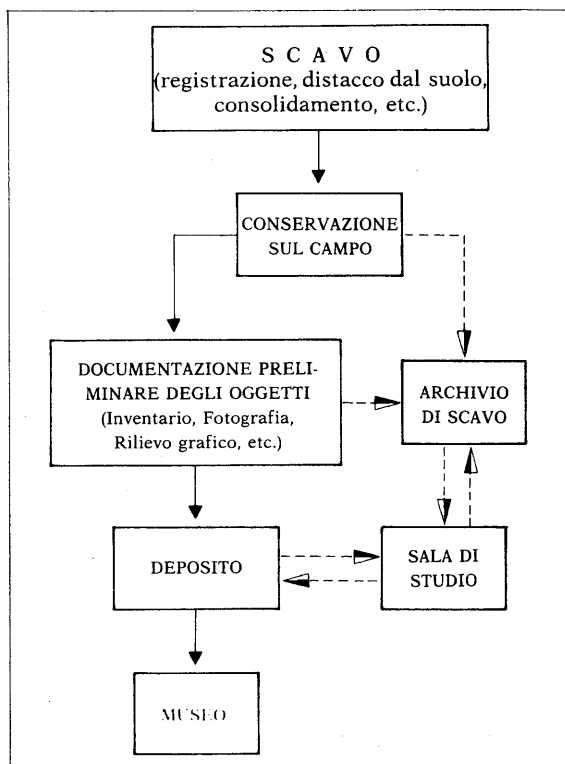 S C A V O
(registrazione, distacco dal suolo,
consolidamento, etc.)
CONSERVAZIONE
SUL CAMPO
DOCUMENTAZIONE PRELI-
MINARE DEGLI OGGETTI
(Inventario, Fotografia,
Rilievo grafico, etc.)
ARCHIVIO
DI SCAVO
DEPOSITO
SALA DI
STUDIO
MUSEO